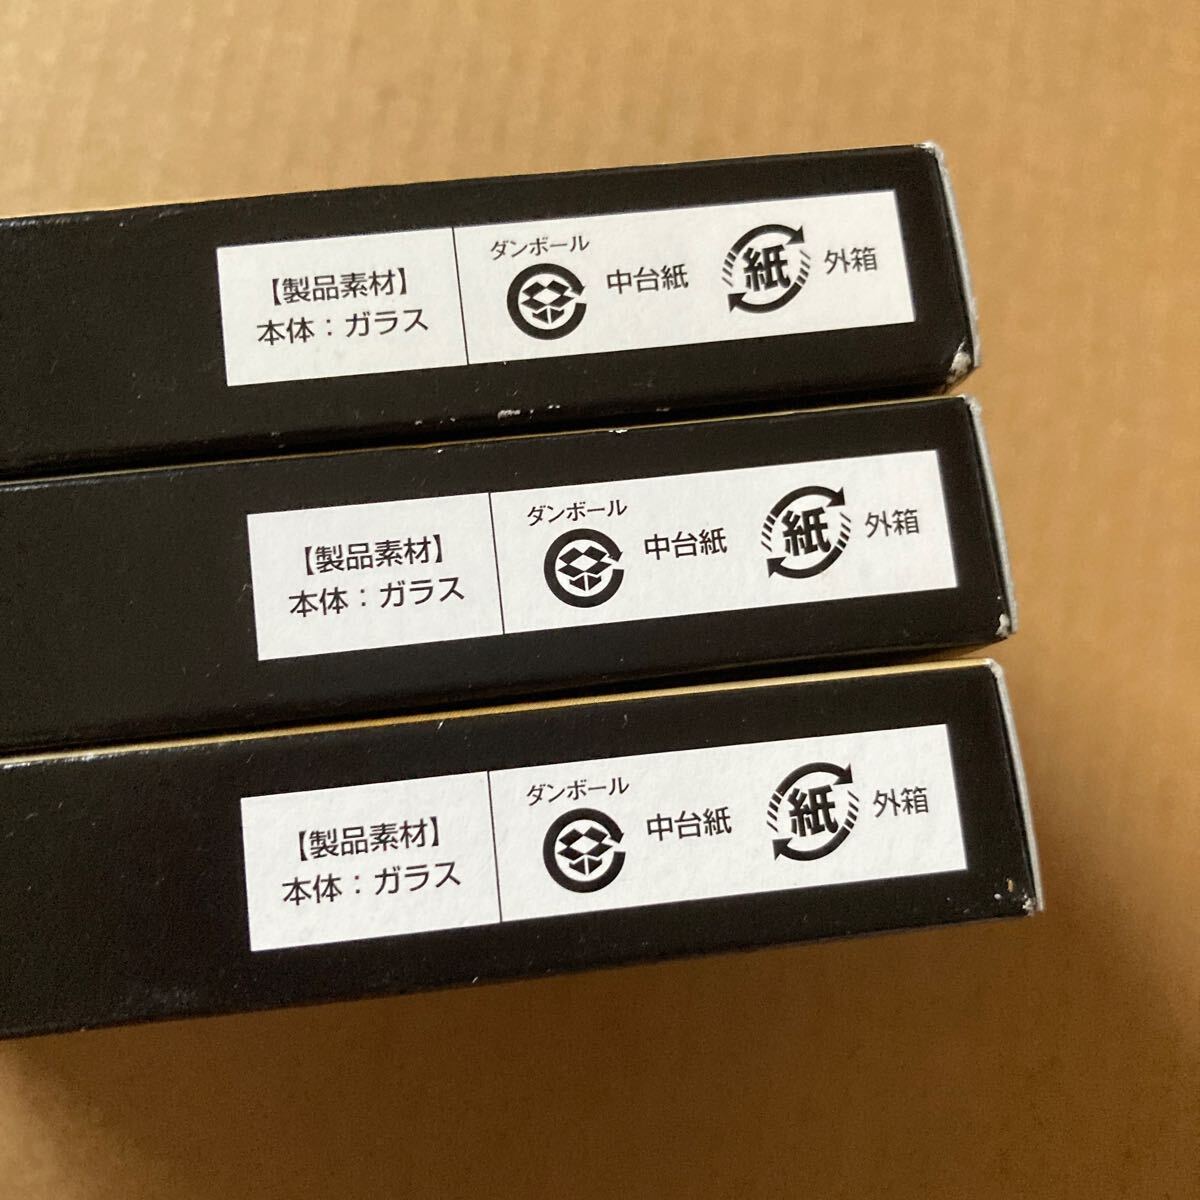 【製品素材】
本体：ガラス
ダンボール
中台紙
紙
外箱
【製品素材】
本体：ガラス
ダンボール
中台紙
紙
外箱
【製品素材】
本体：ガラス
ダンボール
中台紙
紙
外箱